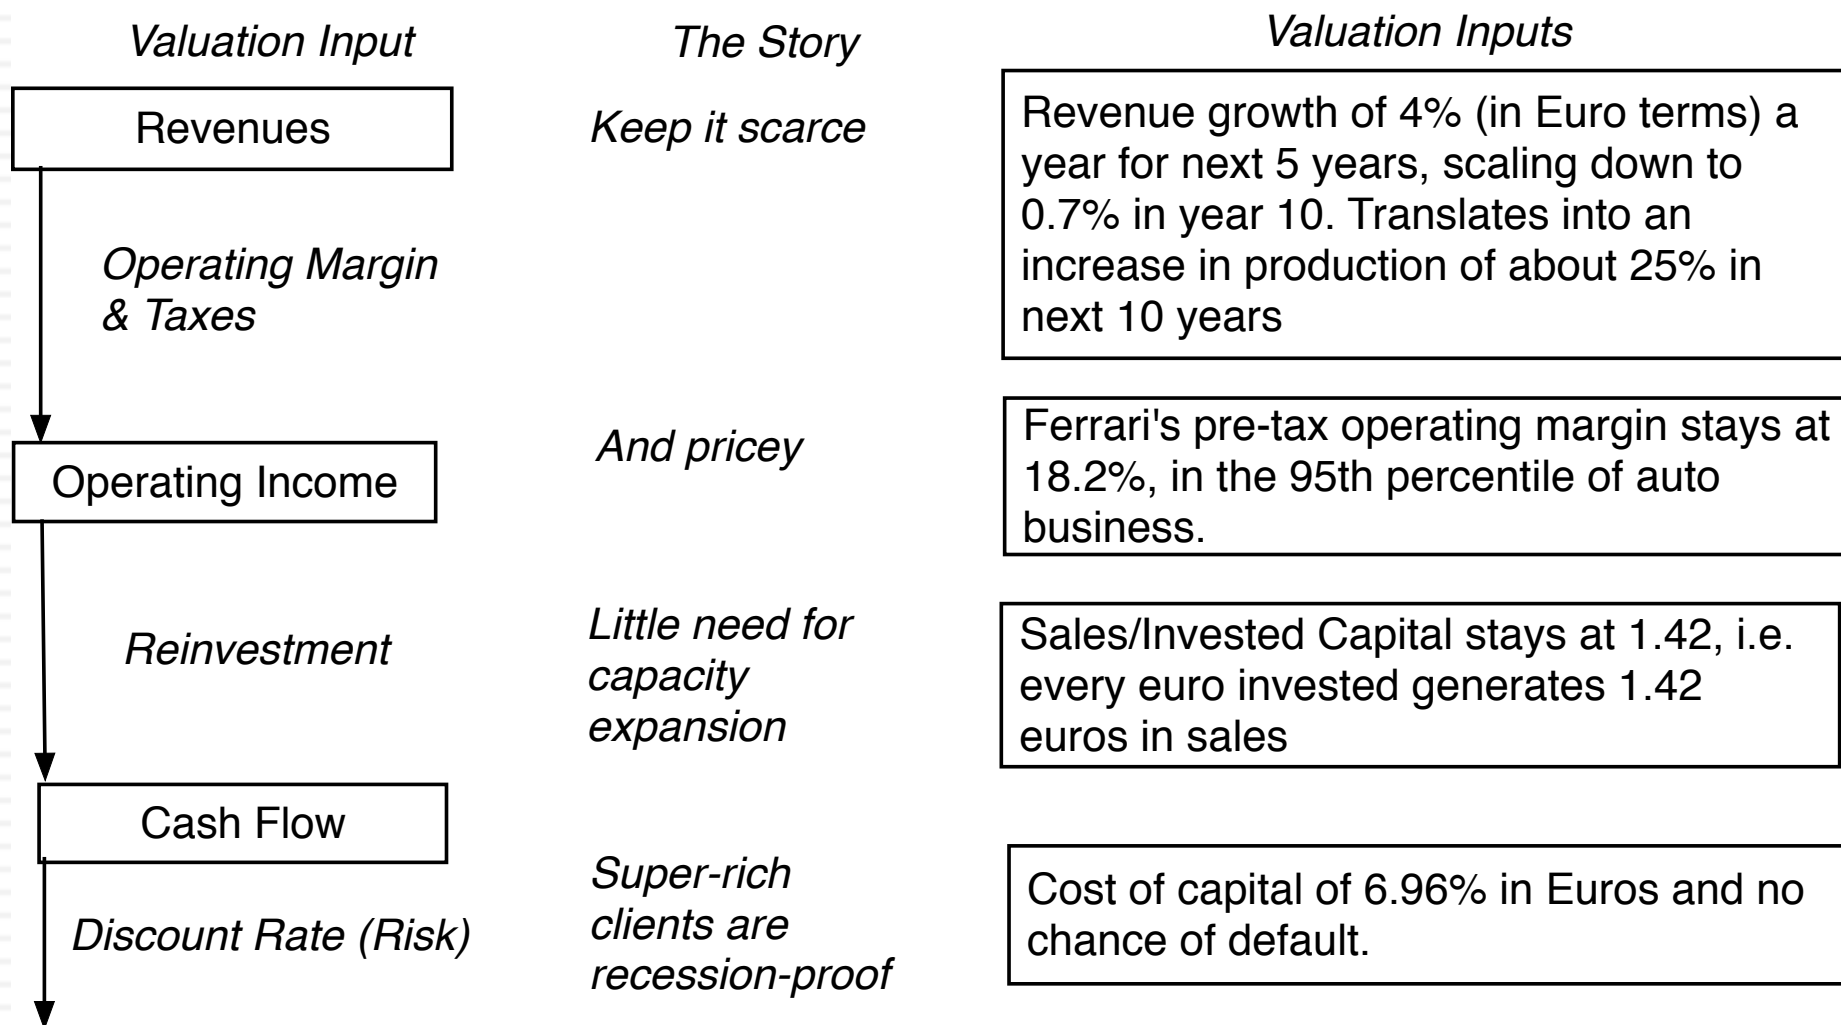 Valuation Input
The Story
Valuation Inputs
Revenues
Keep it scarce
Revenue growth of 4% (in Euro terms) a
year for next 5 years, scaling down to
0.7% in year 10. Translates into an
increase in production of about 25% in
next 10 years
Operating Margin
& Taxes
Operating Income
And pricey
Ferrari's pre-tax operating margin stays at
18.2%, in the 95th percentile of auto
business.
Reinvestment
Little need for
capacity
expansion
Sales/Invested Capital stays at 1.42, i.e.
every euro invested generates 1.42
euros in sales
Cash Flow
Discount Rate (Risk)
Super-rich
clients are
recession-proof
Cost of capital of 6.96% in Euros and no
chance of default.